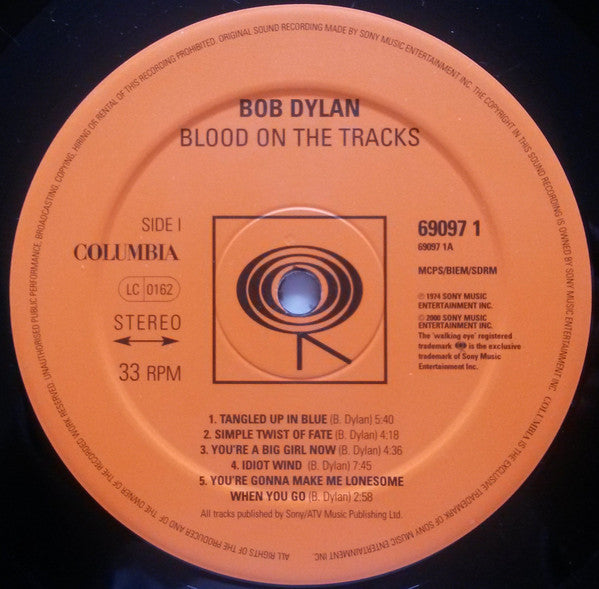 BOB DYLAN
BLOOD ON THE TRACKS
SIDE I
COLUMBIA
LC 0162
STEREO
33 RPM
69097 1
69097 1A
MCPS/BIEM/SDRM
℗ 1974 SONY MUSIC
ENTERTAINMENT INC.
© 2000 SONY MUSIC
ENTERTAINMENT INC.
The 'walking eye' registered
trademark is the exclusive
trademark of Sony Music
Entertainment Inc.
1. TANGLED UP IN BLUE (B. Dylan) 5:40
2. SIMPLE TWIST OF FATE (B. Dylan) 4:18
3. YOU'RE A BIG GIRL NOW (B. Dylan) 4:36
4. IDIOT WIND (B. Dylan) 7:45
5. YOU'RE GONNA MAKE ME LONESOME
WHEN YOU GO (B. Dylan) 2:58
All tracks published by Sony/ATV Music Publishing Ltd.
ALL RIGHTS OF THE PRODUCER AND OF THE OWNER OF THE RECORDED WORK RESERVED. UNAUTHORISED PUBLIC PERFORMANCE, BROADCASTING, COPYING, HIRING OR RENTAL OF THIS RECORDING PROHIBITED. ORIGINAL SOUND RECORDING MADE BY SONY MUSIC ENTERTAINMENT INC. THE COPYRIGHT IN THIS SOUND RECORDING IS OWNED BY SONY MUSIC ENTERTAINMENT INC. COLUMBIA IS THE EXCLUSIVE TRADEMARK OF SONY MUSIC ENTERTAINMENT INC.